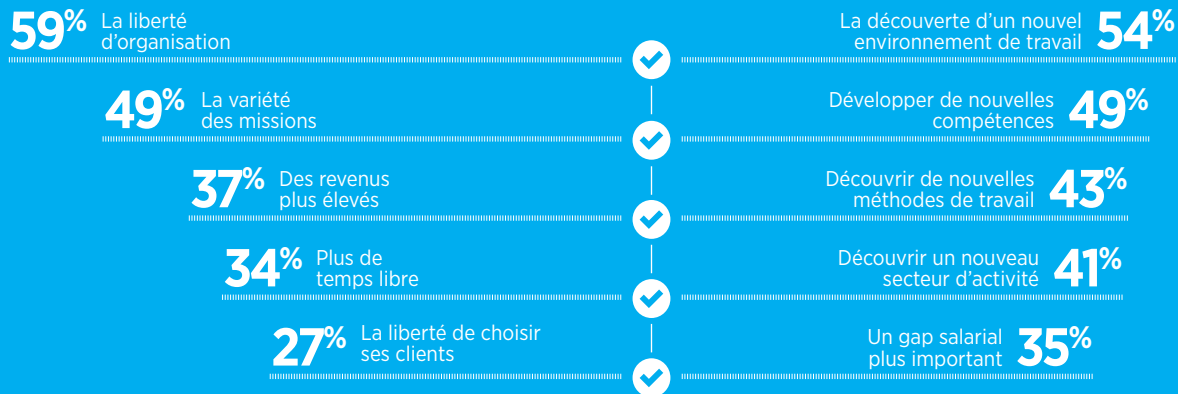 59% La liberté
d'organisation
49% La variété
des missions
37% Des revenus
plus élevés
34% Plus de
temps libre
27% La liberté de choisir
ses clients
La découverte d'un nouvel
environnement de travail 54%
Développer de nouvelles
compétences 49%
Découvrir de nouvelles
méthodes de travail 43%
Découvrir un nouveau
secteur d'activité 41%
Un gap salarial
plus important 35%